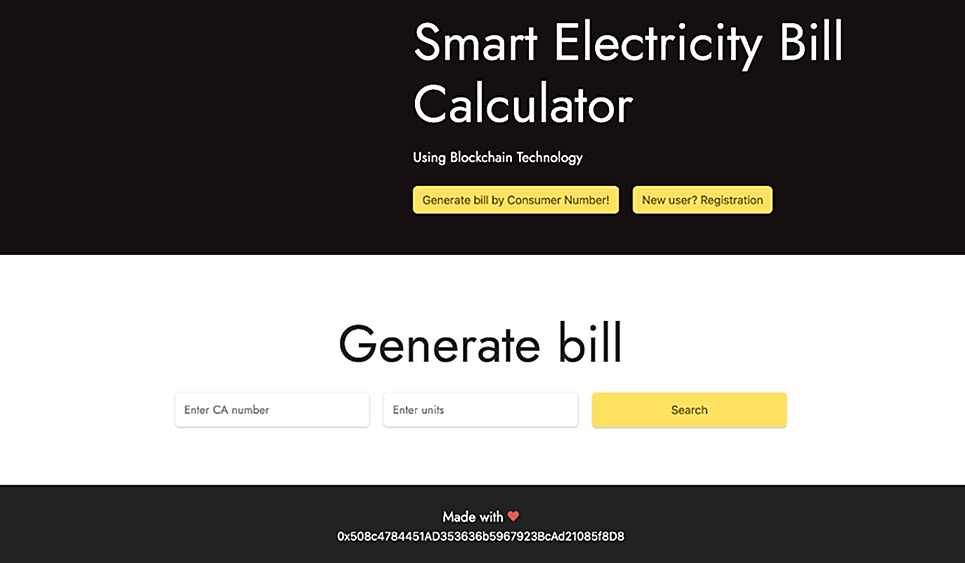 Smart Electricity Bill
Calculator
Using Blockchain Technology
Generate bill by Consumer Number!
New user? Registration
Generate bill
Enter CA number
Enter units
Search
Made with ❤
0x508c4784451AD353636b5967923BcAd21085f8D8